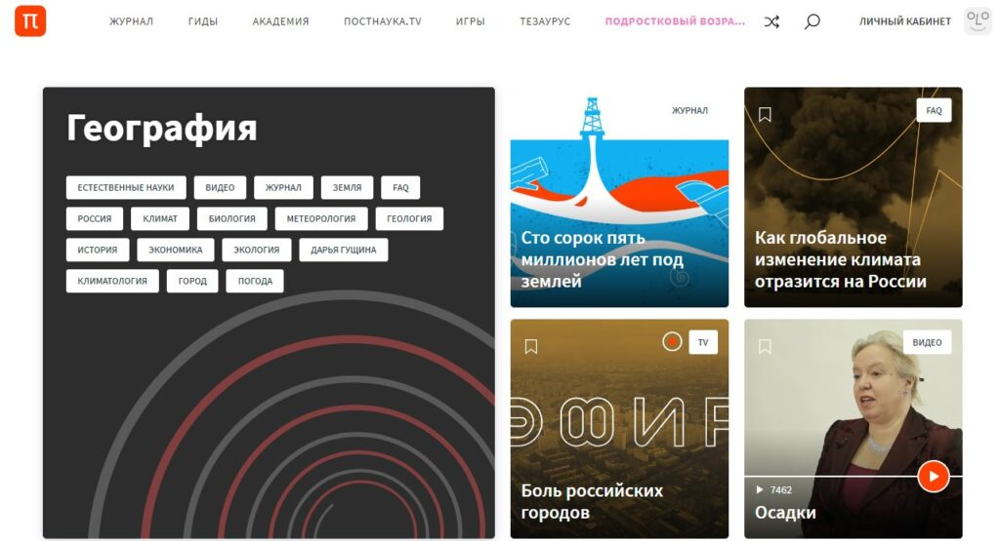 π
ЖУРНАЛ ГИДЫ АКАДЕМИЯ ПОСТНАУКА.TV ИГРЫ ТЕЗАУРУС ПОДРОСТКОВЫЙ ВОЗРА... ЛИЧНЫЙ КАБИНЕТ
География
ЕСТЕСТВЕННЫЕ НАУКИ ВИДЕО ЖУРНАЛ ЗЕМЛЯ FAQ
РОССИЯ КЛИМАТ БИОЛОГИЯ МЕТЕОРОЛОГИЯ ГЕОЛОГИЯ
ИСТОРИЯ ЭКОНОМИКА ЭКОЛОГИЯ ДАРЬЯ ГУЩИНА
КЛИМАТОЛОГИЯ ГОРОД ПОГОДА
ЖУРНАЛ
Сто сорок пять
миллионов лет под
землей
FAQ
Как глобальное
изменение климата
отразится на России
TV
ЭФИР
Боль российских
городов
ВИДЕО
7462
Осадки